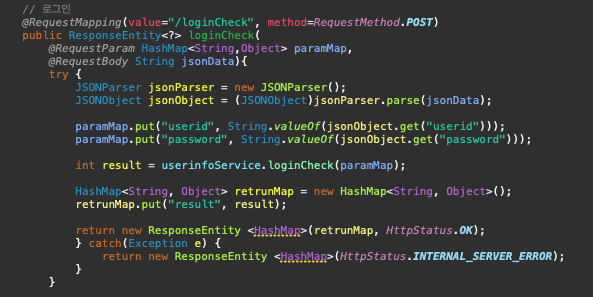 // 로그인
@RequestMapping(value="/loginCheck", method=RequestMethod.POST)
public ResponseEntity<?> loginCheck(
@RequestParam HashMap<String,Object> paramMap,
@RequestBody String jsonData){
try {
JSONParser jsonParser = new JSONParser();
JSONObject jsonObject = (JSONObject)jsonParser.parse(jsonData);
paramMap.put("userid", String.valueOf(jsonObject.get("userid")));
paramMap.put("password", String.valueOf(jsonObject.get("password")));
int result = userinfoService.loginCheck(paramMap);
HashMap<String, Object> retrunMap = new HashMap<String, Object>();
retrunMap.put("result", result);
return new ResponseEntity <HashMap>(retrunMap, HttpStatus.OK);
} catch(Exception e) {
return new ResponseEntity <HashMap>(HttpStatus.INTERNAL_SERVER_ERROR);
}
}